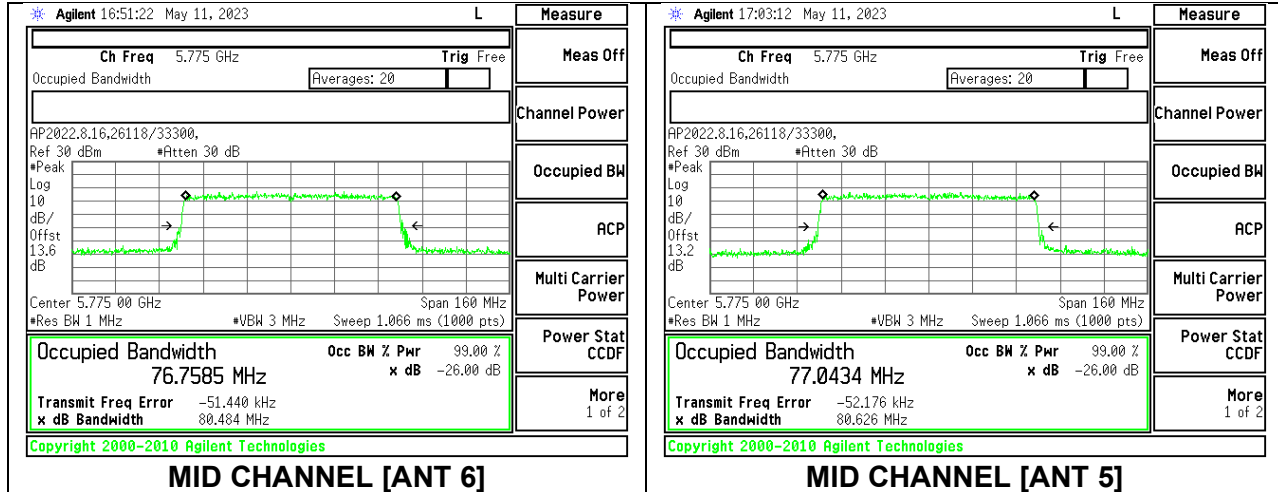 Agilent 16:51:22 May 11, 2023 L Measure
Ch Freq 5.775 GHz Trig Free
Meas Off
Occupied Bandwidth Averages: 20
Channel Power
AP2022.8.16,26118/33300,
Ref 30 dBm #Atten 30 dB
#Peak
Log
10
dB/
Offst
13.6
dB
Occupied BW
ACP
Multi Carrier
Power
Center 5.775 00 GHz Span 160 MHz
#Res BW 1 MHz #VBW 3 MHz Sweep 1.066 ms (1000 pts)
Power Stat
CCDF
Occupied Bandwidth Occ BW % Pwr 99.00 %
76.7585 MHz x dB -26.00 dB
Transmit Freq Error -51.440 kHz
x dB Bandwidth 80.484 MHz
More
1 of 2
Copyright 2000-2010 Agilent Technologies
MID CHANNEL [ANT 6]
Agilent 17:03:12 May 11, 2023 L Measure
Ch Freq 5.775 GHz Trig Free
Meas Off
Occupied Bandwidth Averages: 20
Channel Power
AP2022.8.16,26118/33300,
Ref 30 dBm #Atten 30 dB
#Peak
Log
10
dB/
Offst
13.2
dB
Occupied BW
ACP
Multi Carrier
Power
Center 5.775 00 GHz Span 160 MHz
#Res BW 1 MHz #VBW 3 MHz Sweep 1.066 ms (1000 pts)
Power Stat
CCDF
Occupied Bandwidth Occ BW % Pwr 99.00 %
77.0434 MHz x dB -26.00 dB
Transmit Freq Error -52.176 kHz
x dB Bandwidth 80.626 MHz
More
1 of 2
Copyright 2000-2010 Agilent Technologies
MID CHANNEL [ANT 5]